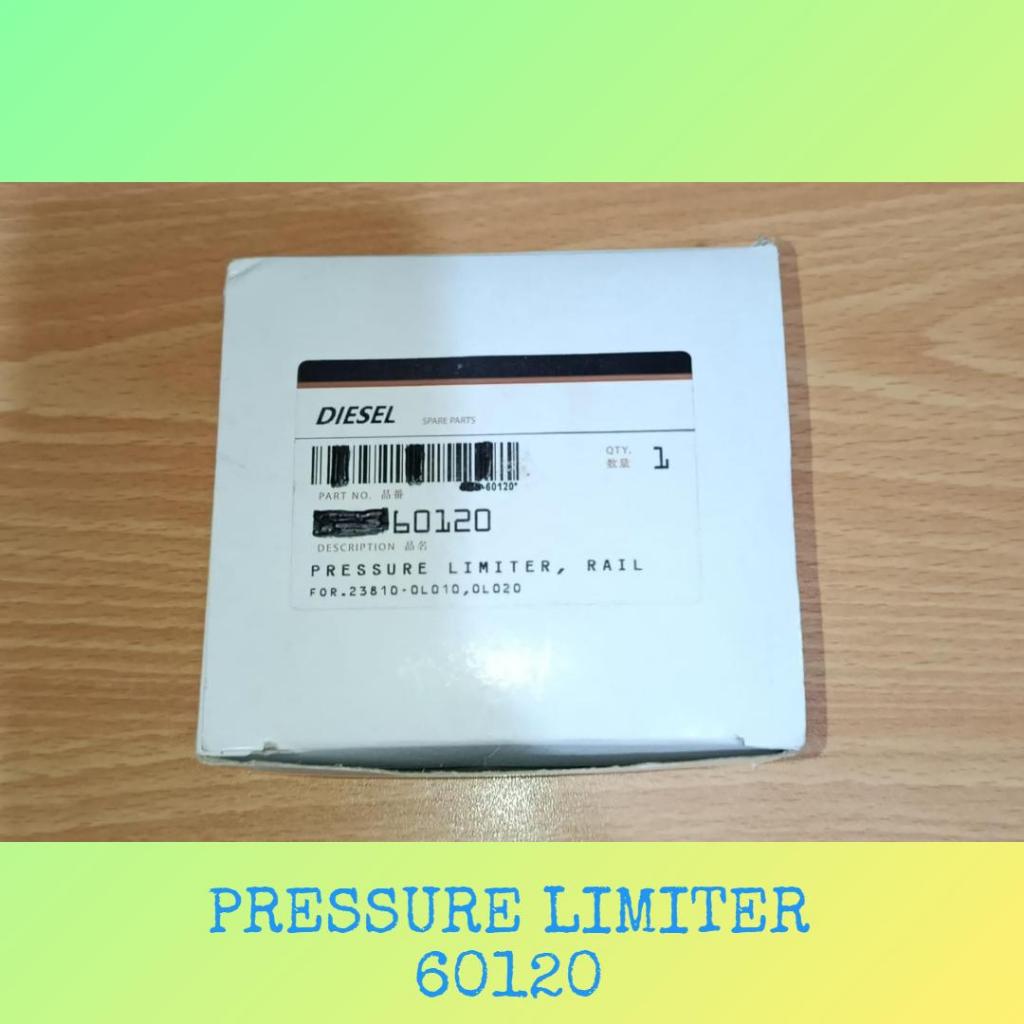 DIESEL SPARE PARTS
QTY. 1
数量
-60120*
PART NO. 品番
60120
DESCRIPTION 品名
PRESSURE LIMITER, RAIL
FOR.23810-0L010,0L020
PRESSURE LIMITER
60120